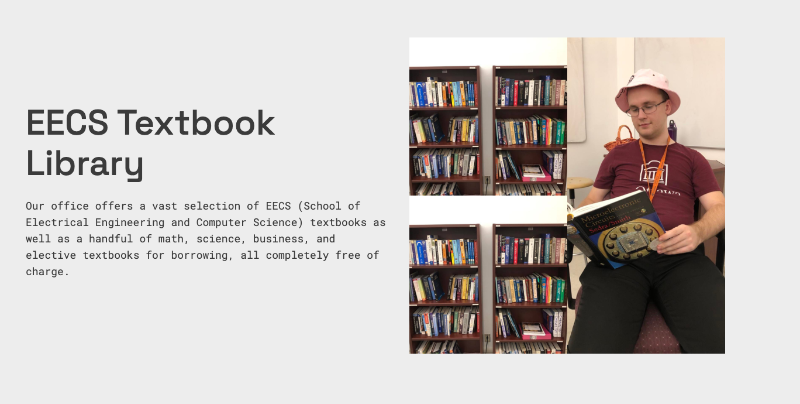 EECS Textbook
Library
Our office offers a vast selection of EECS (School of
Electrical Engineering and Computer Science) textbooks as
well as a handful of math, science, business, and
elective textbooks for borrowing, all completely free of
charge.
Microelectronic